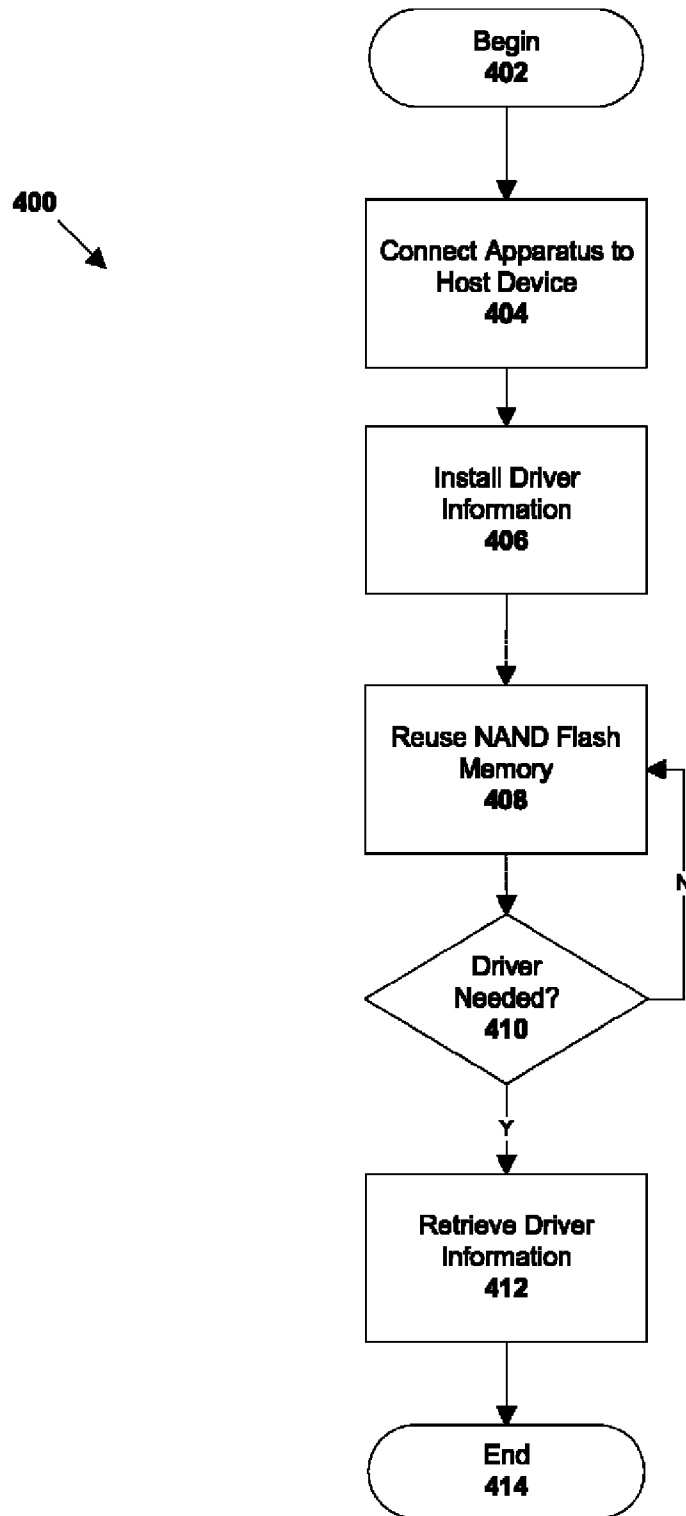 Begin
402
400
Connect Apparatus to
Host Device
404
Install Driver
Information
406
Reuse NAND Flash
Memory
408
N
Driver
Needed?
410
Y
Retrieve Driver
Information
412
End
414